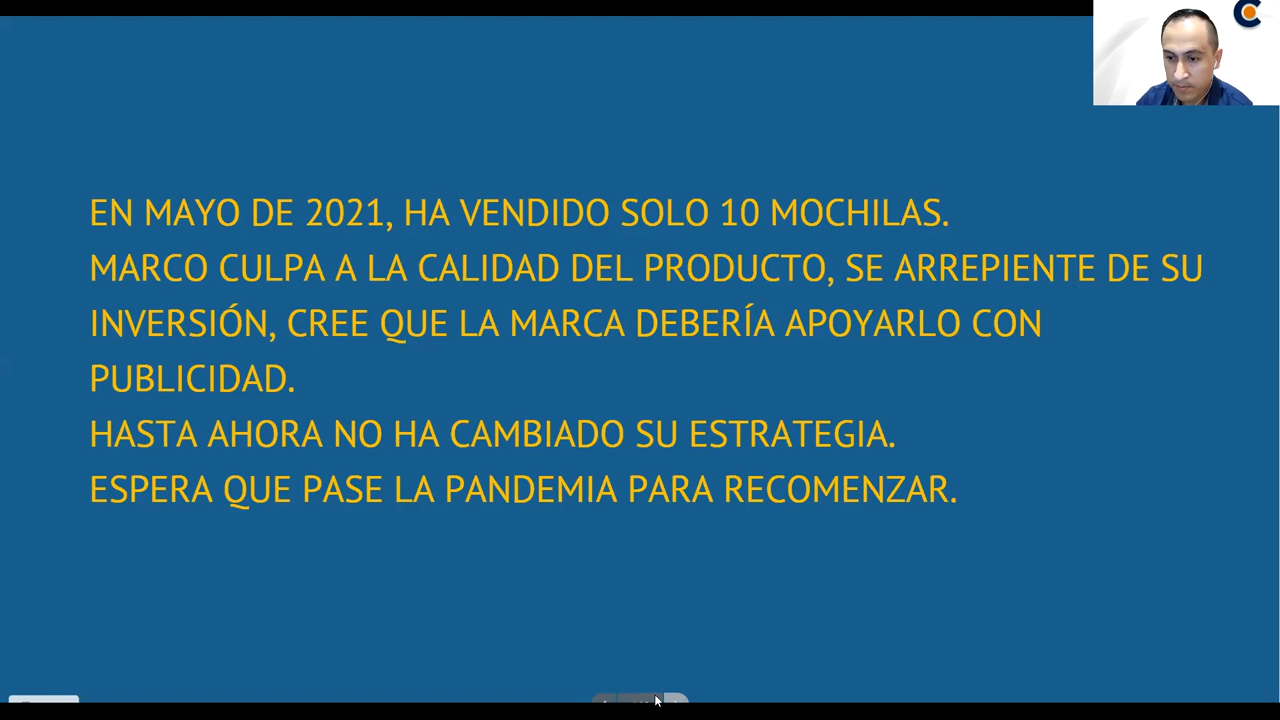 EN MAYO DE 2021, HA VENDIDO SOLO 10 MOCHILAS.
MARCO CULPA A LA CALIDAD DEL PRODUCTO, SE ARREPIENTE DE SU
INVERSIÓN, CREE QUE LA MARCA DEBERÍA APOYARLO CON
PUBLICIDAD.
HASTA AHORA NO HA CAMBIADO SU ESTRATEGIA.
ESPERA QUE PASE LA PANDEMIA PARA RECOMENZAR.